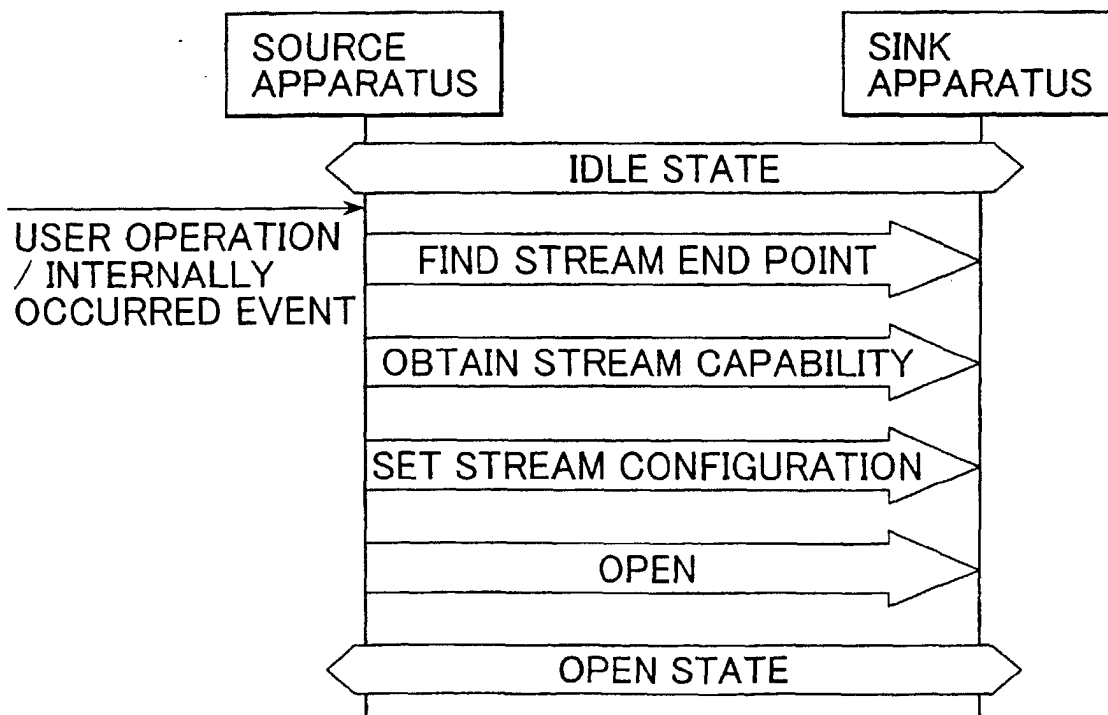 SOURCE
APPARATUS
SINK
APPARATUS
IDLE STATE
USER OPERATION
/ INTERNALLY
OCCURRED EVENT
FIND STREAM END POINT
OBTAIN STREAM CAPABILITY
SET STREAM CONFIGURATION
OPEN
OPEN STATE